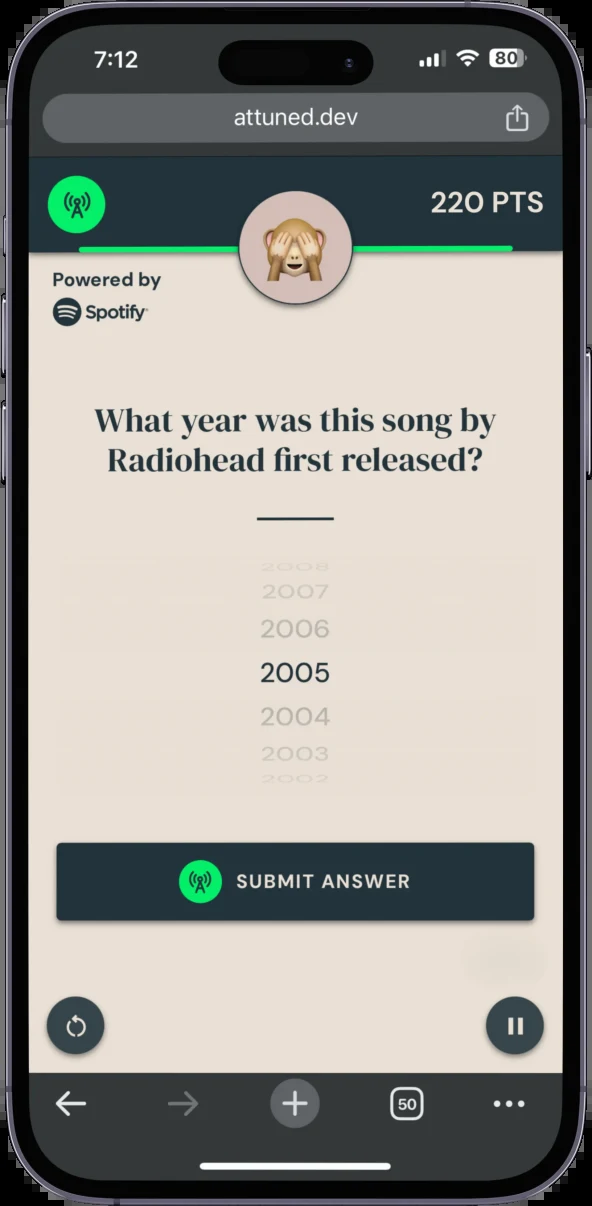 7:12
80
attuned.dev
220 PTS
Powered by
Spotify
What year was this song by
Radiohead first released?
2008
2007
2006
2005
2004
2003
2002
SUBMIT ANSWER
50